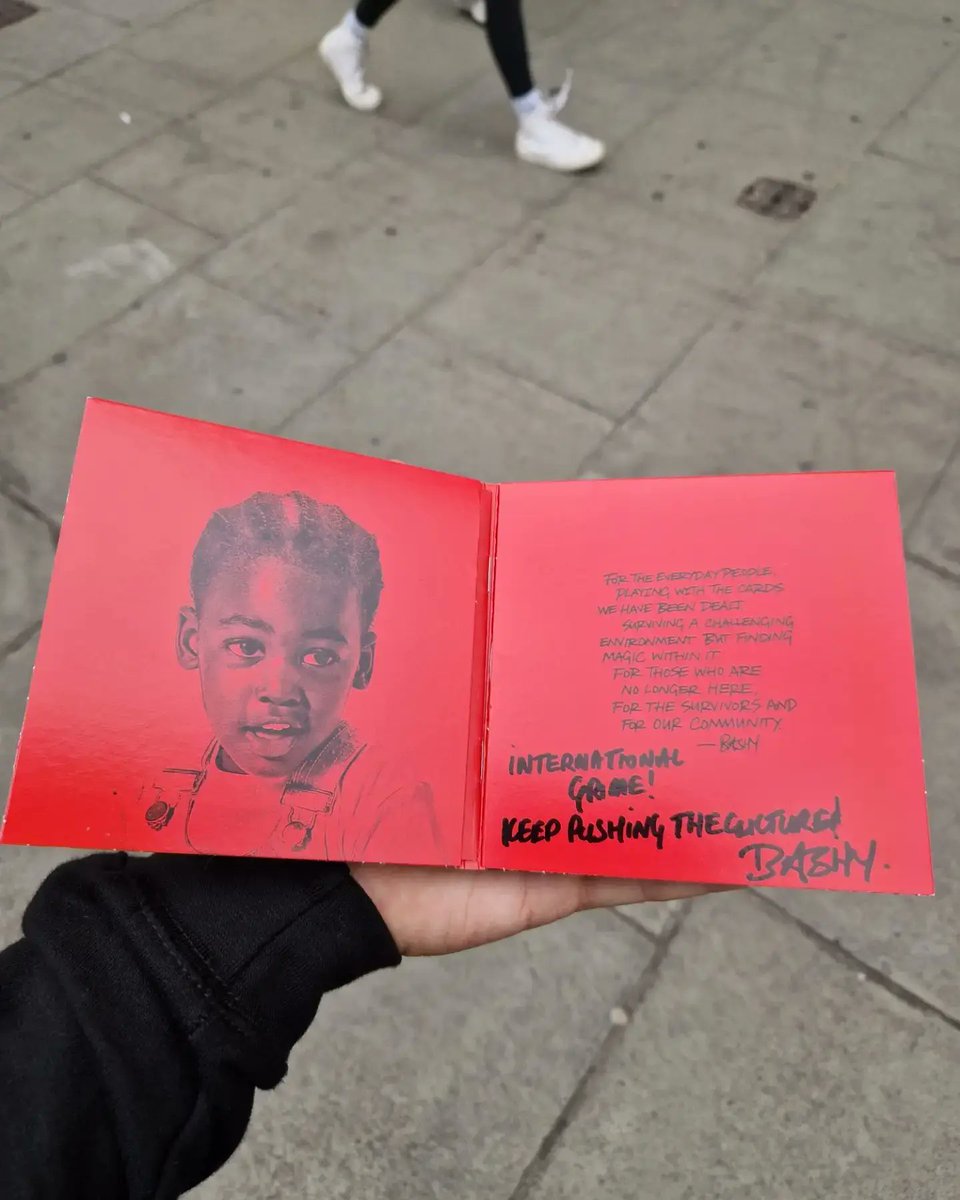 FOR THE EVERYDAY PEOPLE,
PLAYING WITH THE CARDS
WE HAVE BEEN DEALT
SURVIVING A CHALLENGING
ENVIRONMENT BUT FINDING
MAGIC WITHIN IT
FOR THOSE WHO ARE
NO LONGER HERE,
FOR THE SURVIVORS AND
FOR OUR COMMUNITY.
— BASHY
INTERNATIONAL
GAME!
KEEP PUSHING THE CULTURE!
BASHY.